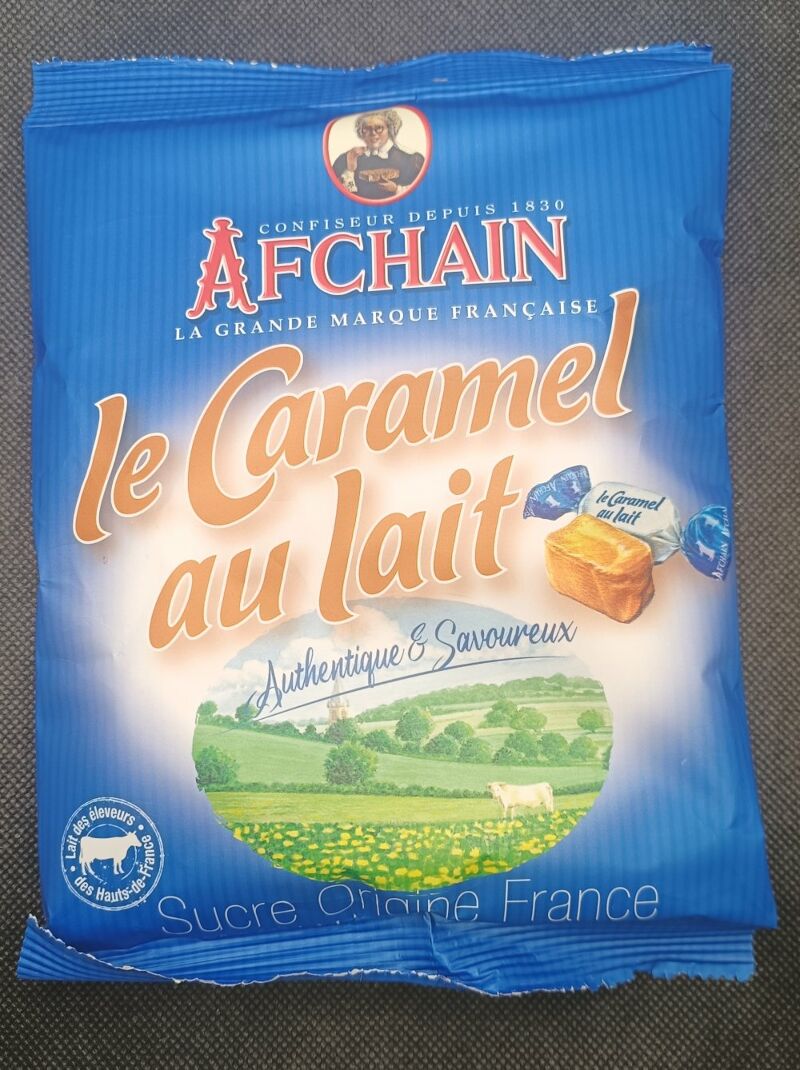 CONFISEUR DEPUIS 1830
AFCHAIN
LA GRANDE MARQUE FRANÇAISE
le Caramel
au lait
le Caramel
au lait
AFCHAIN
Authentique & Savoureux
Lait des éleveurs
des Hauts-de-France
Sucre Origine France